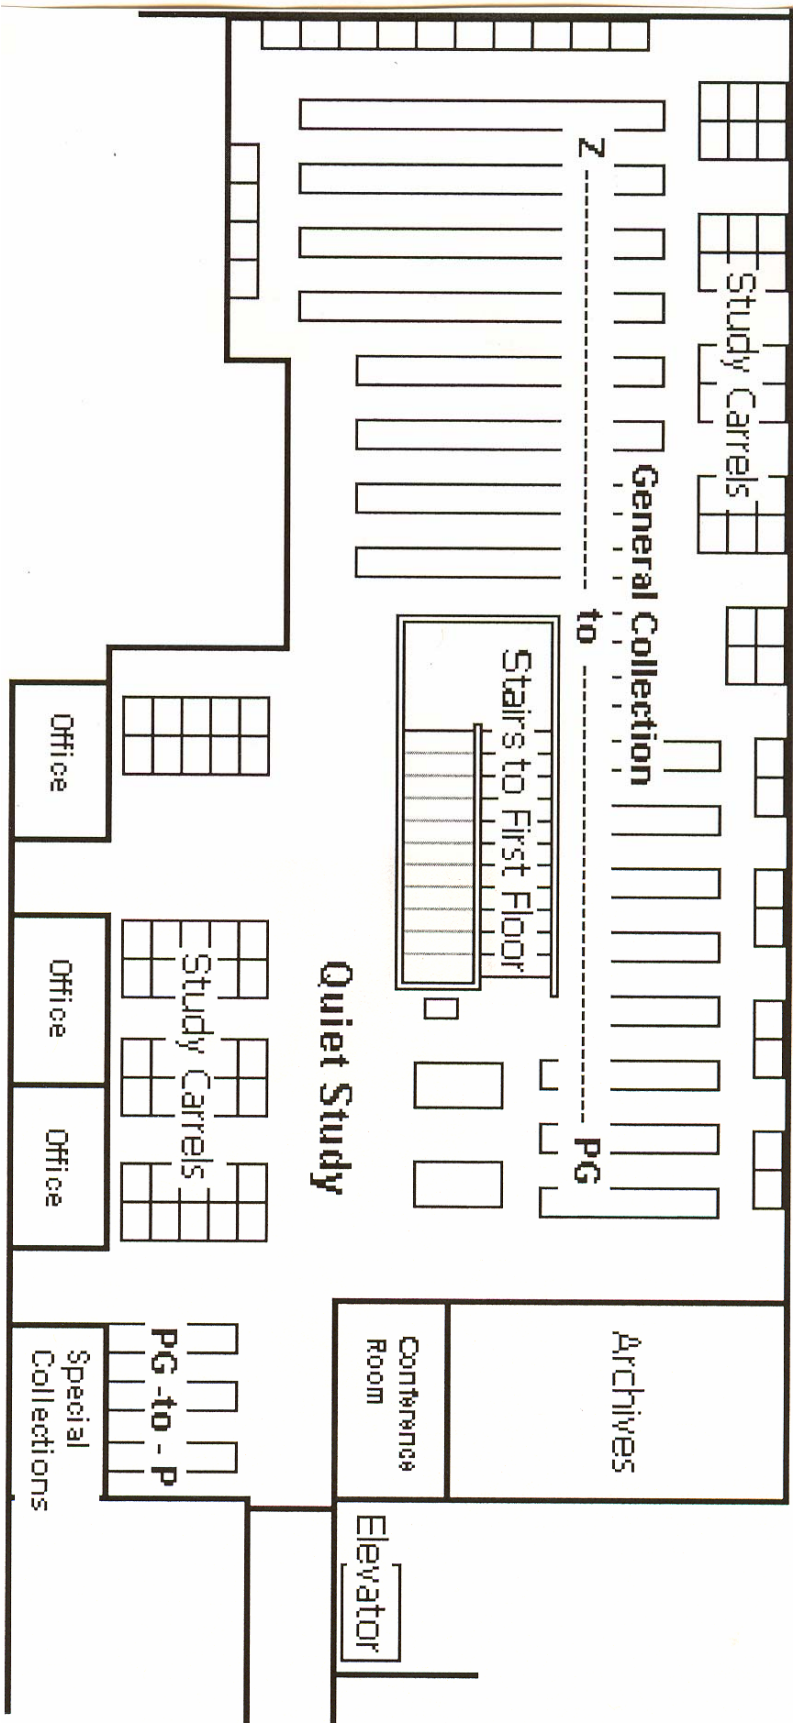 Study Carrels
General Collection
Archives
Z to PG
Stairs to First Floor
Conference
Room
Elevator
Quiet Study
Study Carrels
PG -to - P
Office
Office
Office
Special
Collections